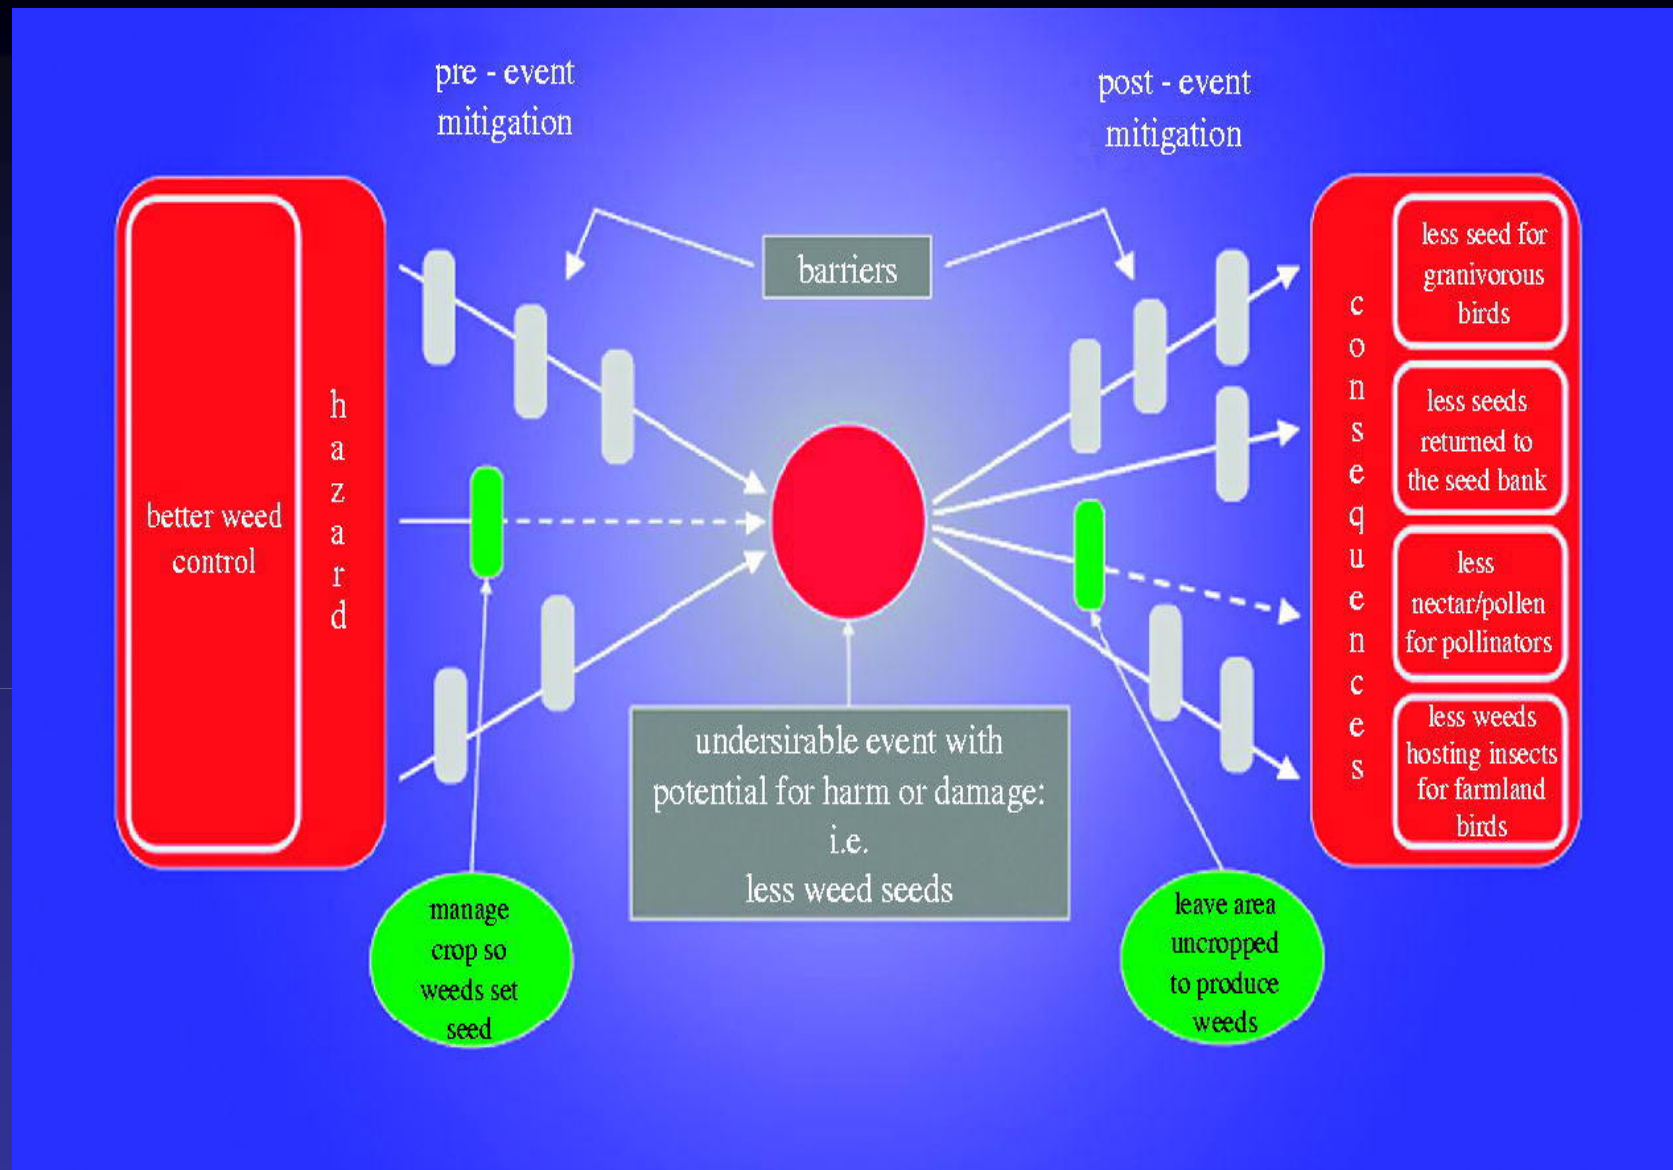 pre - event
mitigation
post - event
mitigation
barriers
better weed
control
hazard
undersirable event with
potential for harm or damage:
i.e.
less weed seeds
consequences
less seed for
granivorous
birds
less seeds
returned to
the seed bank
less
nectar/pollen
for pollinators
less weeds
hosting insects
for farmland
birds
manage
crop so
weeds set
seed
leave area
uncropped
to produce
weeds